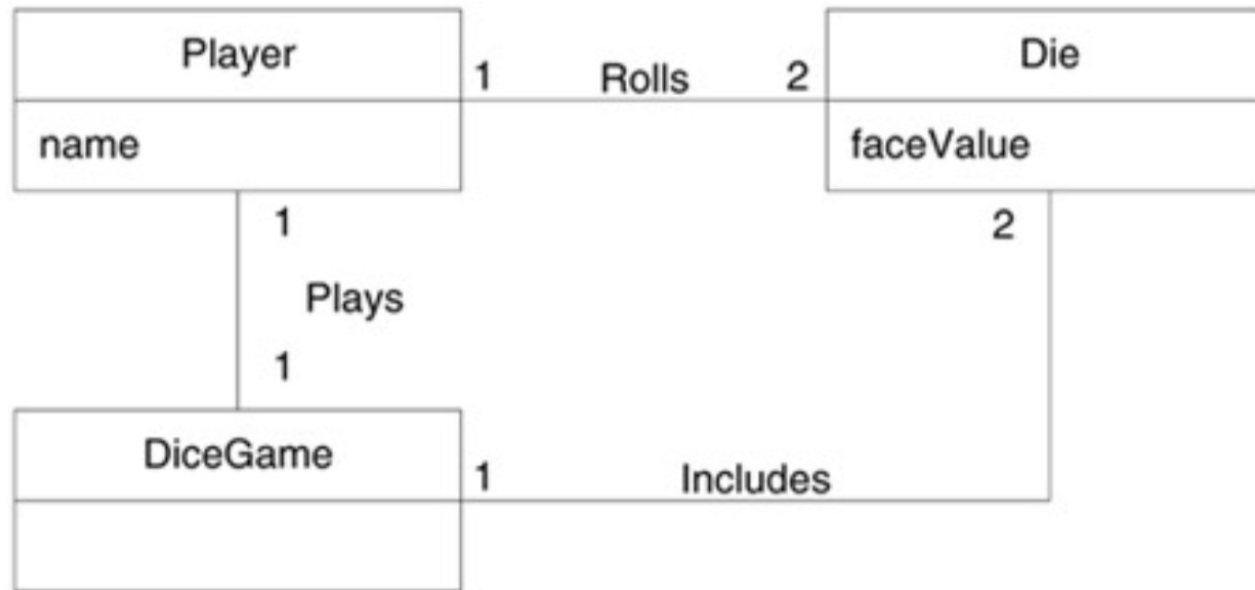 Player
Die
1 Rolls 2
name
faceValue
1
2
Plays
1
DiceGame
1 Includes